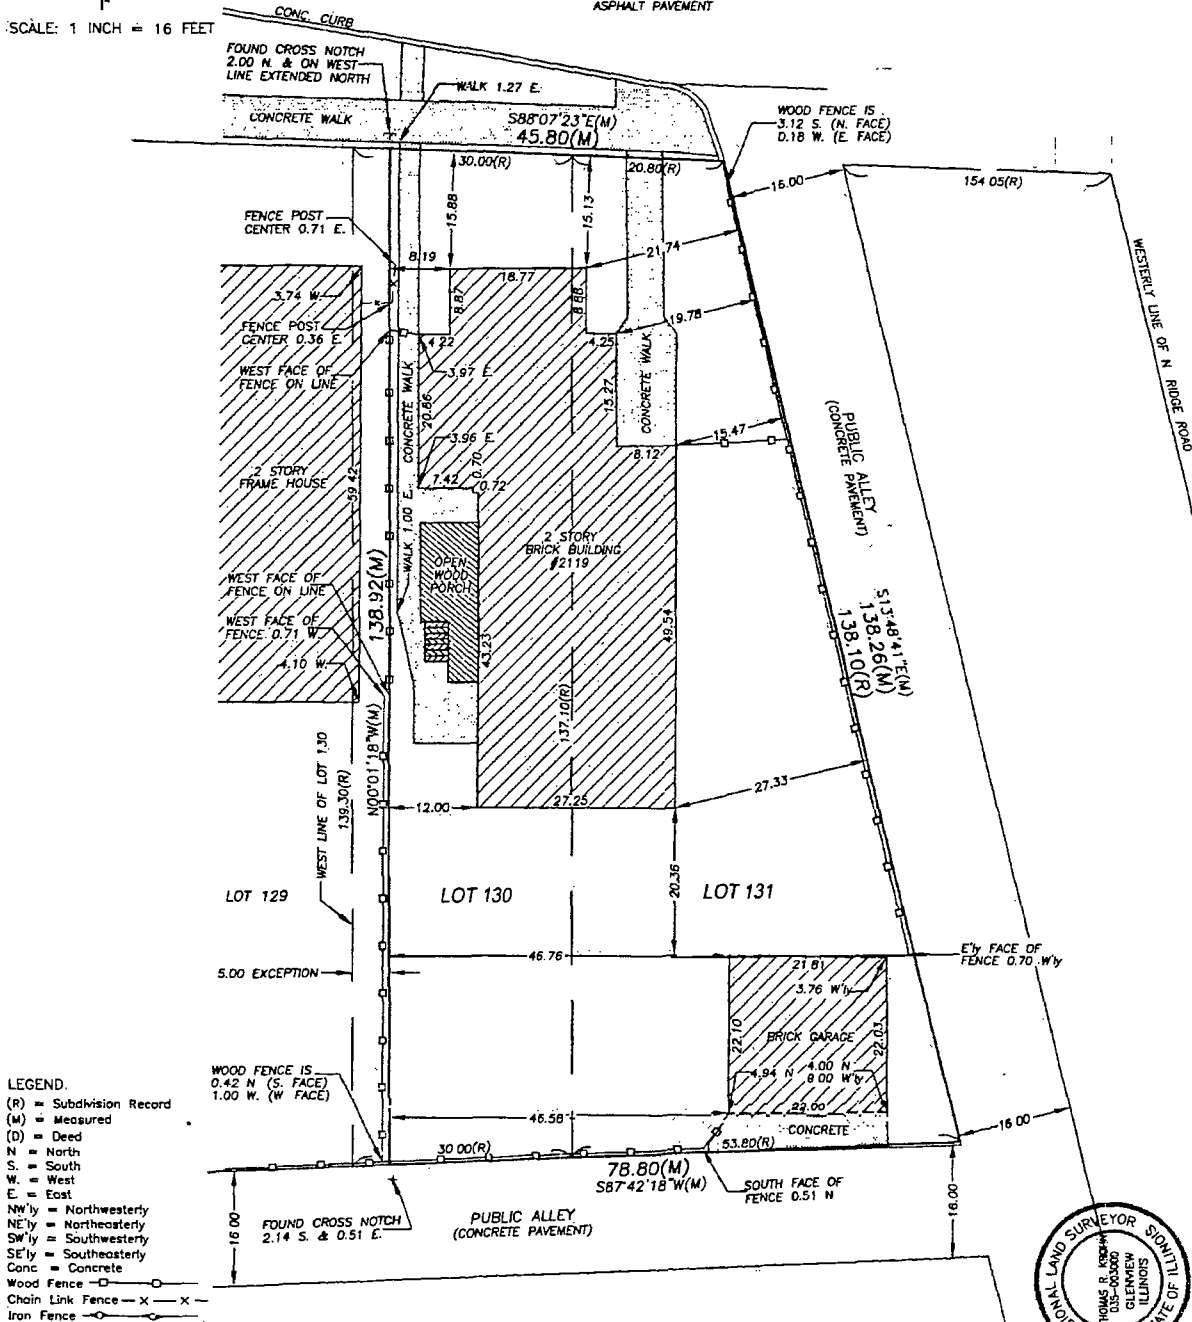 ASPHALT PAVEMENT
SCALE: 1 INCH = 16 FEET
CONC. CURB
FOUND CROSS NOTCH
2.00 N. & ON WEST
LINE EXTENDED NORTH
WALK 1.27 E.
CONCRETE WALK
S88°07'23"E(M)
45.80(M)
WOOD FENCE IS
3.12 S. (N. FACE)
0.18 W. (E. FACE)
30.00(R)
20.80(R)
16.00
154.05(R)
15.88
15.13
FENCE POST
CENTER 0.71 E.
8.19
18.77
21.74
WESTERLY LINE OF N RIDGE ROAD
3.74 W.
8.87
8.88
19.78
FENCE POST
CENTER 0.36 E.
4.22
4.25
WEST FACE OF
FENCE ON LINE
3.97 E.
CONCRETE WALK
20.86
15.27
CONCRETE WALK
15.47
PUBLIC ALLEY
(CONCRETE PAVEMENT)
3.96 E.
8.12
2 STORY
FRAME HOUSE
59.42
7.42
0.70
0.72
WALK 1.00 E.
2 STORY
BRICK BUILDING
#2119
OPEN
WOOD
PORCH
WEST FACE OF
FENCE ON LINE
138.92(M)
S13°48'41"E(M)
138.26(M)
138.10(R)
WEST FACE OF
FENCE 0.71 W.
43.23
49.54
4.10 W.
137.10(R)
N00°01'18"W(M)
WEST LINE OF LOT 130
139.30(R)
12.00
27.25
27.33
20.36
LOT 129
LOT 130
LOT 131
46.76
E'ly FACE OF
FENCE 0.70 W'ly
5.00 EXCEPTION
21.81
3.76 W'ly
22.10
BRICK GARAGE
22.03
4.94 N
4.00 N
8.00 W'ly
WOOD FENCE IS
0.42 N (S. FACE)
1.00 W. (W FACE)
46.58
22.00
CONCRETE
16.00
30.00(R)
53.80(R)
78.80(M)
S87°42'18"W(M)
SOUTH FACE OF
FENCE 0.51 N
16.00
FOUND CROSS NOTCH
2.14 S. & 0.51 E.
PUBLIC ALLEY
(CONCRETE PAVEMENT)
16.00
LEGEND.
(R) = Subdivision Record
(M) = Measured
(D) = Deed
N = North
S. = South
W. = West
E. = East
NW'ly = Northwesterly
NE'ly = Northeasterly
SW'ly = Southwesterly
SE'ly = Southeasterly
Conc = Concrete
Wood Fence
Chain Link Fence
Iron Fence
LAND SURVEYOR
THOMAS R.
035-003000
GLENVIEW
ILLINOIS